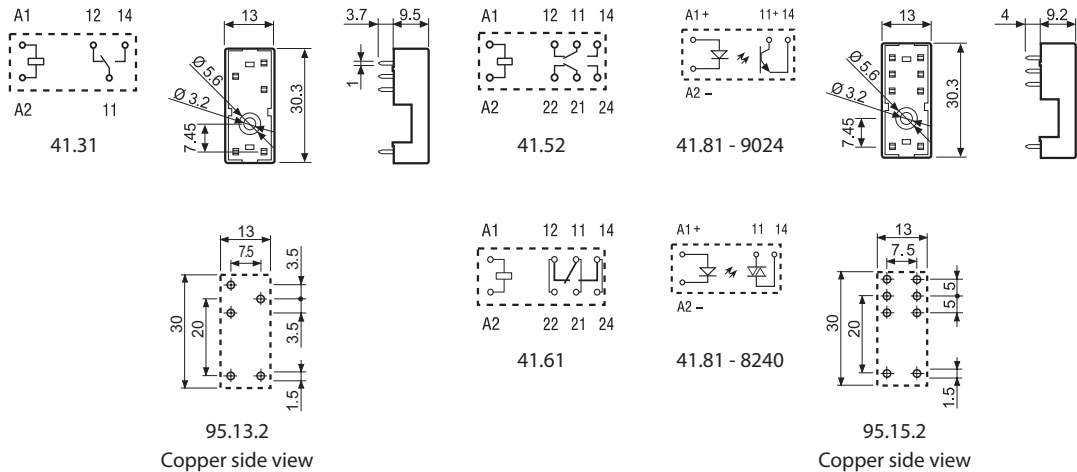 A1 12 14
A2 11
41.31
13
Ø 5.6
Ø 3.2
7.45
30.3
3.7 9.5
1
A1 12 11 14
A2 22 21 24
41.52
A1 + 11+ 14
A2 –
41.81 - 9024
13
Ø 5.6
Ø 3.2
7.45
30.3
4 9.2
13
7.5
3.5
30
20
3.5
1.5
95.13.2
Copper side view
A1 12 11 14
A2 22 21 24
41.61
A1 + 11 14
A2 –
41.81 - 8240
13
7.5
5
5
30
20
1.5
95.15.2
Copper side view